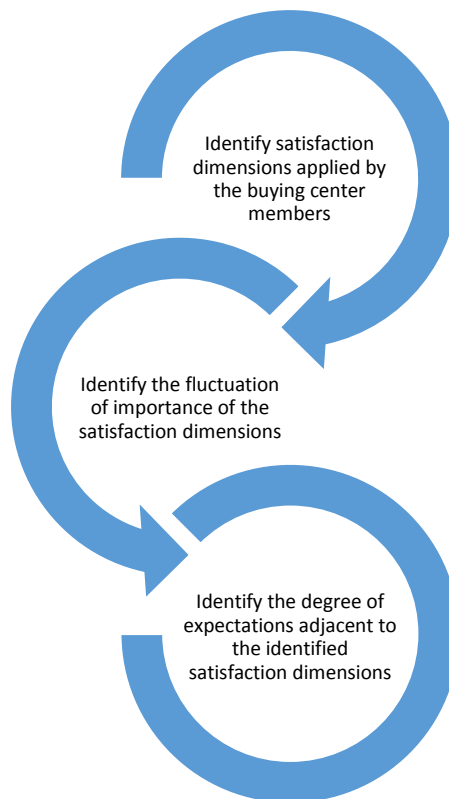 Identify satisfaction
dimensions applied by
the buying center
members
Identify the fluctuation
of importance of the
satisfaction dimensions
Identify the degree of
expectations adjacent to
the identified
satisfaction dimensions